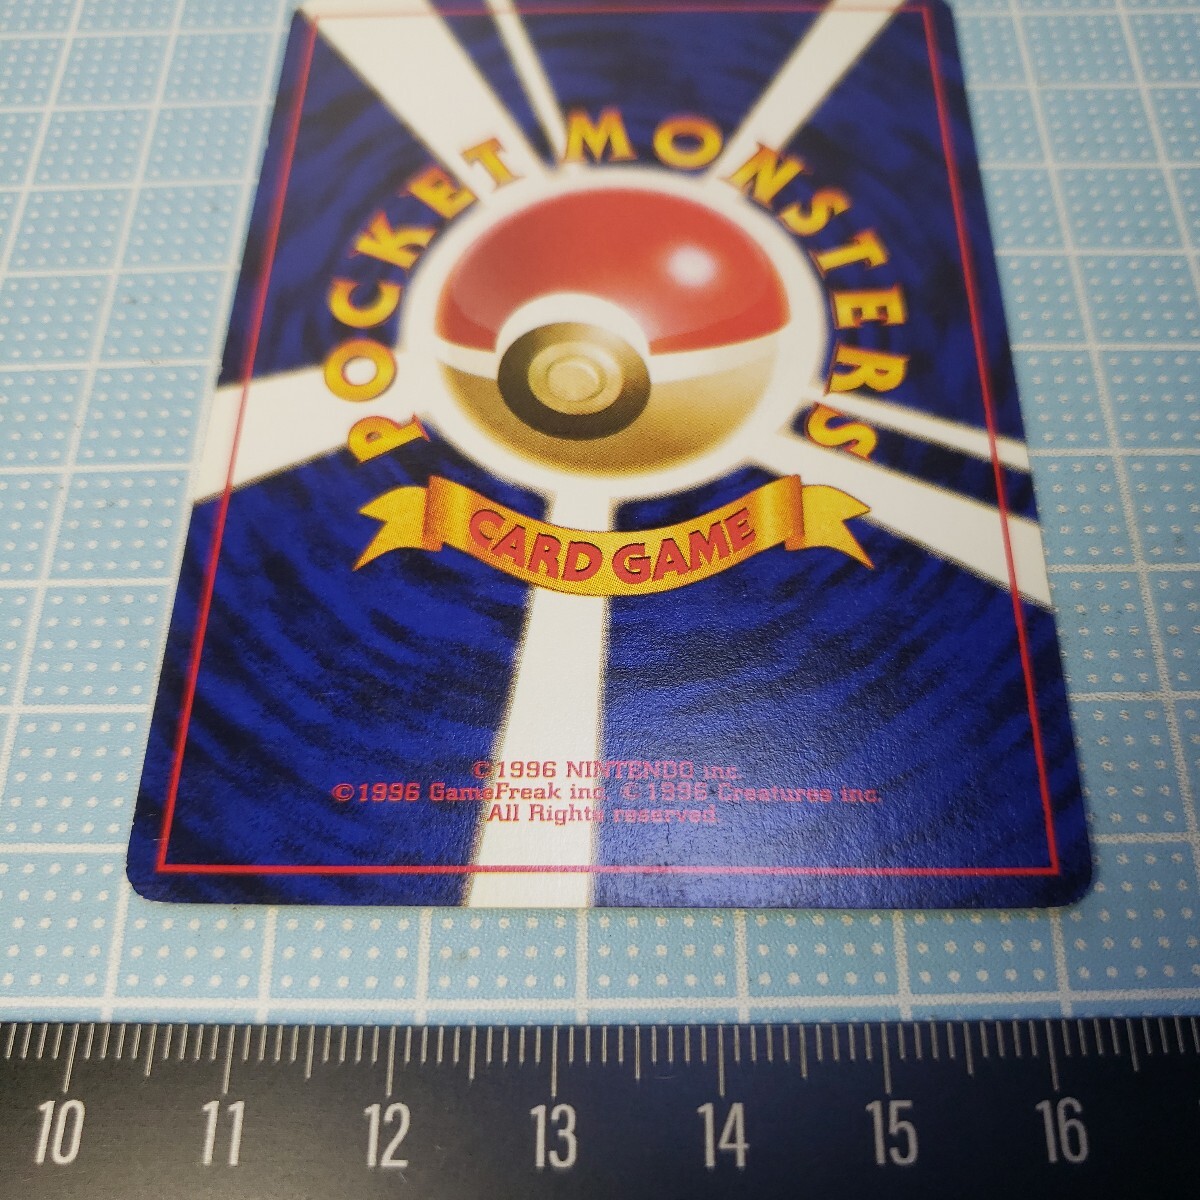 POCKET MONSTERS
CARD GAME
©1996 NINTENDO inc.
©1996 GameFreak inc. ©1996 Creatures inc.
All Rights reserved.
10 11 12 13 14 15 16